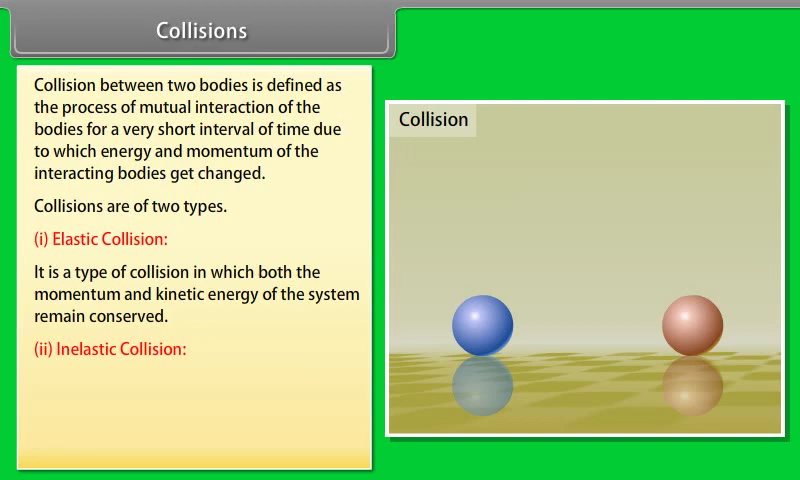 Collisions
Collision between two bodies is defined as
the process of mutual interaction of the
bodies for a very short interval of time due
to which energy and momentum of the
interacting bodies get changed.
Collisions are of two types.
(i) Elastic Collision:
It is a type of collision in which both the
momentum and kinetic energy of the system
remain conserved.
(ii) Inelastic Collision:
Collision